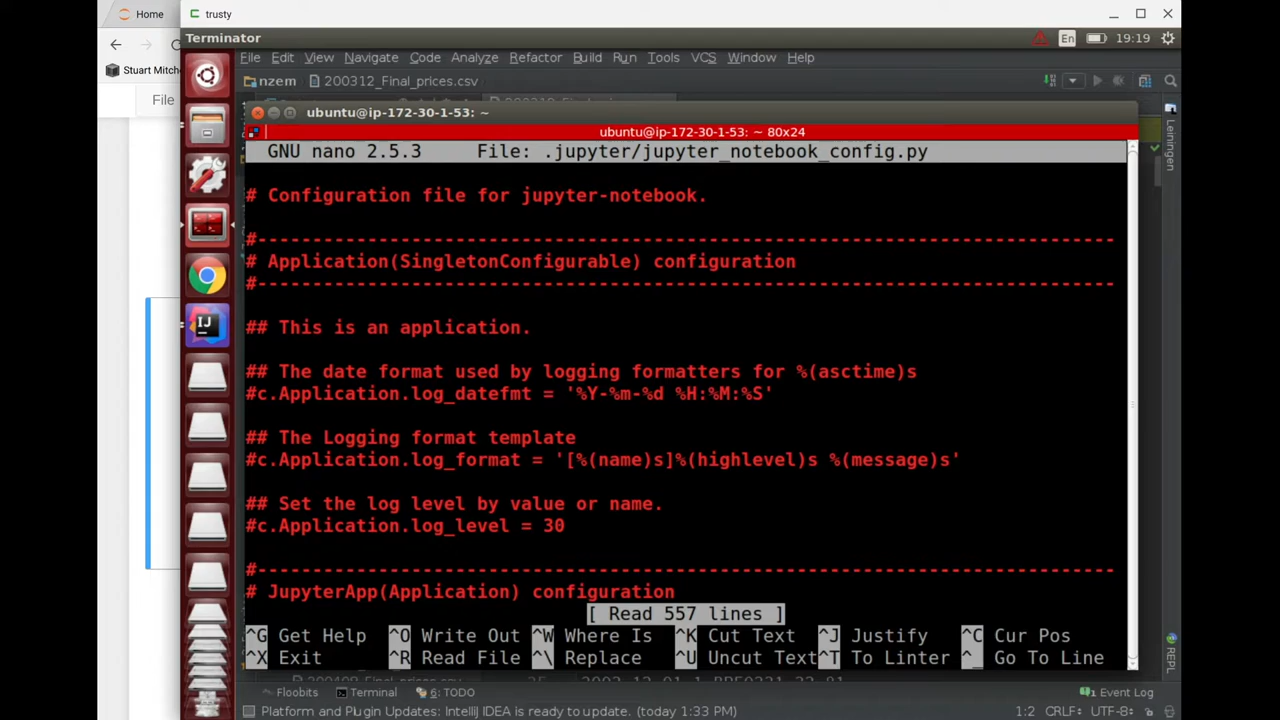 Home
trusty
Terminator
En
19:19
File Edit View Navigate Code Analyze Refactor Build Run Tools VCS Window Help
Stuart Mitch
nzem 200312_Final_prices.csv
File
ubuntu@ip-172-30-1-53: ~
ubuntu@ip-172-30-1-53: ~ 80x24
GNU nano 2.5.3 File: .jupyter/jupyter_notebook_config.py
# Configuration file for jupyter-notebook.
#------------------------------------------------------------------------------
# Application(SingletonConfigurable) configuration
#------------------------------------------------------------------------------
## This is an application.
## The date format used by logging formatters for %(asctime)s
#c.Application.log_datefmt = '%Y-%m-%d %H:%M:%S'
## The Logging format template
#c.Application.log_format = '[%(name)s]%(highlevel)s %(message)s'
## Set the log level by value or name.
#c.Application.log_level = 30
#------------------------------------------------------------------------------
# JupyterApp(Application) configuration
[ Read 557 lines ]
^G Get Help ^O Write Out ^W Where Is ^K Cut Text ^J Justify ^C Cur Pos
^X Exit ^R Read File ^\ Replace ^U Uncut Text ^T To Linter ^_ Go To Line
Leiningen
REPL
IJ
Floobits Terminal 6: TODO 1 Event Log
Platform and Plugin Updates: IntelliJ IDEA is ready to update. (today 1:33 PM) 1:2 CRLF÷ UTF-8÷